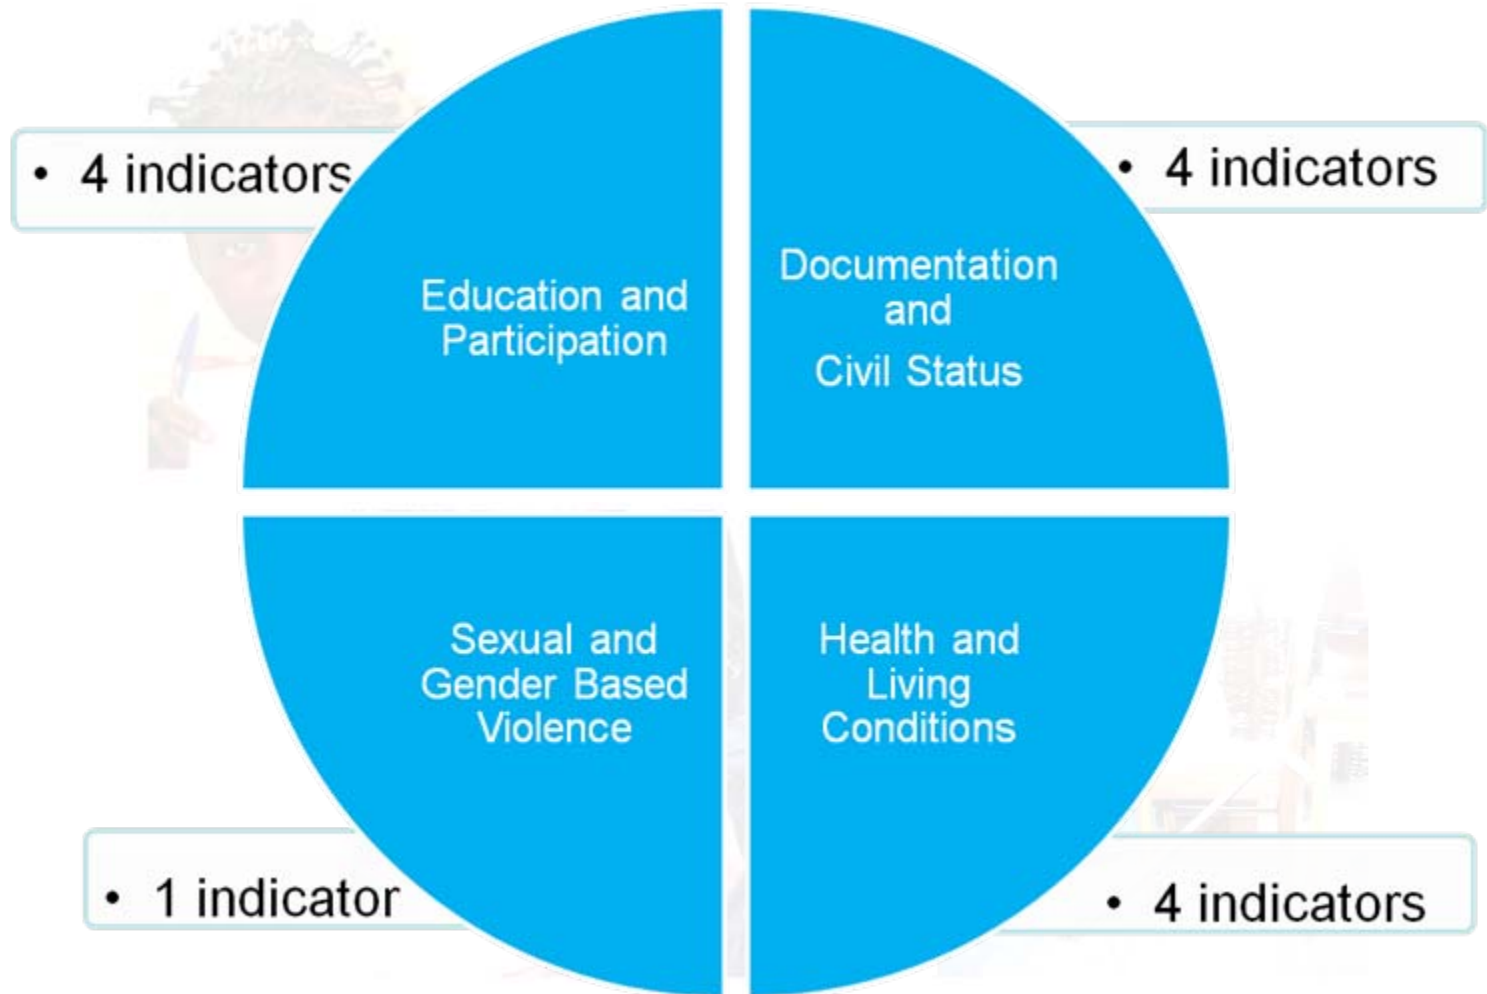 • 4 indicators
• 4 indicators
Education and
Participation
Documentation
and
Civil Status
Sexual and
Gender Based
Violence
Health and
Living
Conditions
• 1 indicator
• 4 indicators